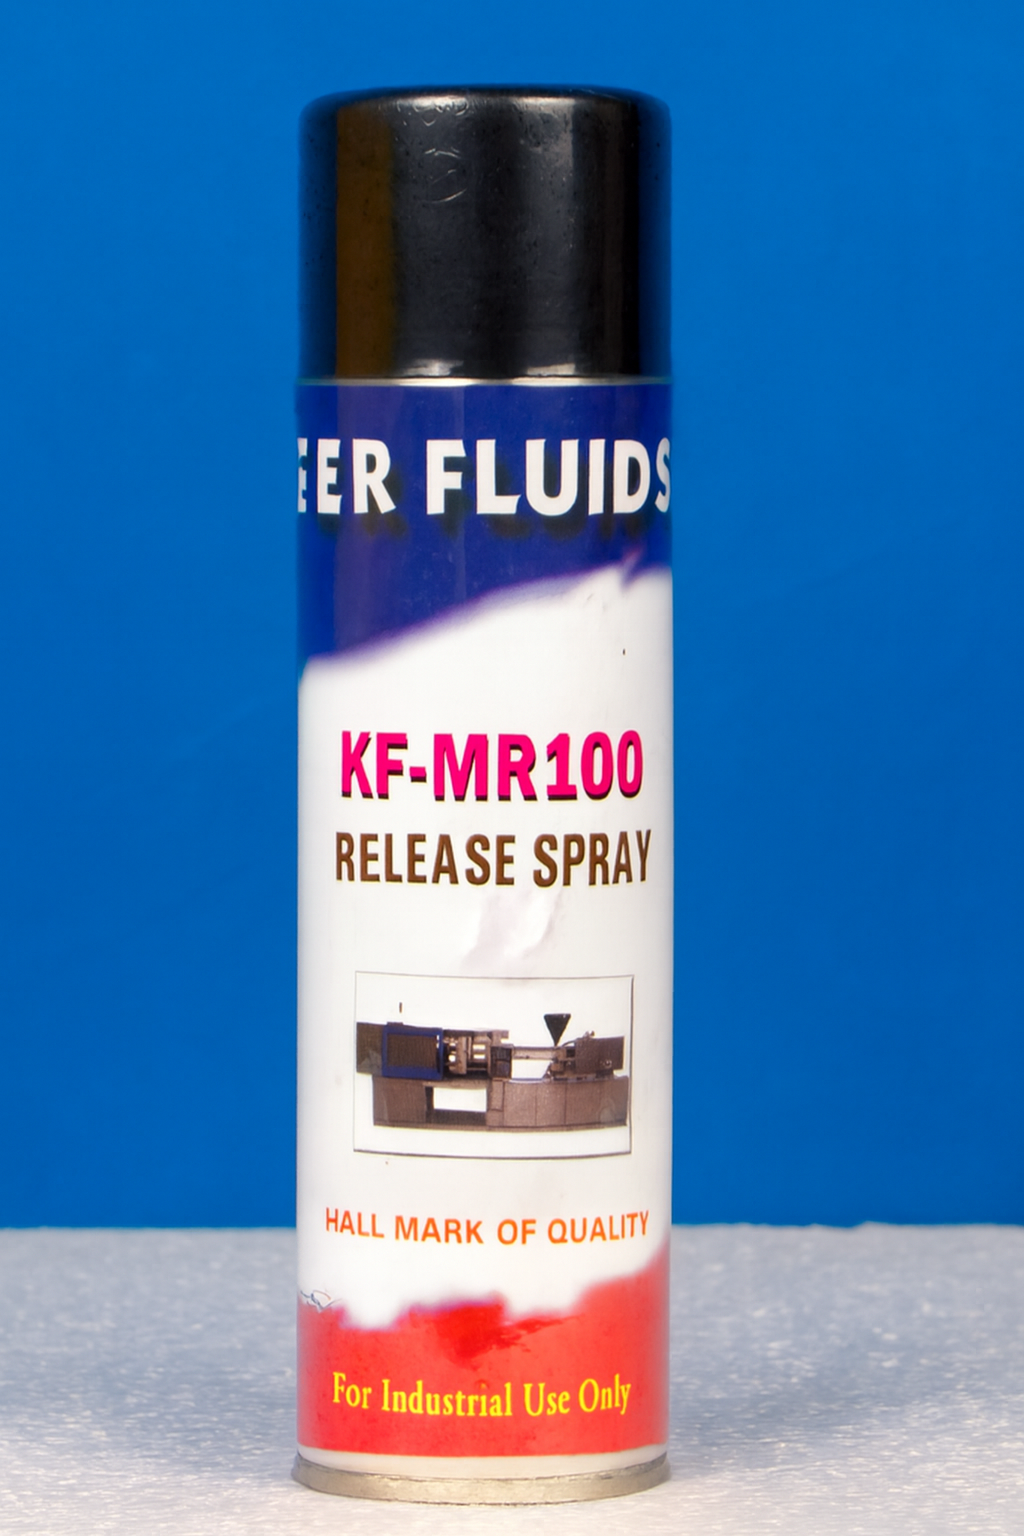 EER FLUIDS
KF-MR100
RELEASE SPRAY
HALL MARK OF QUALITY
For Industrial Use Only